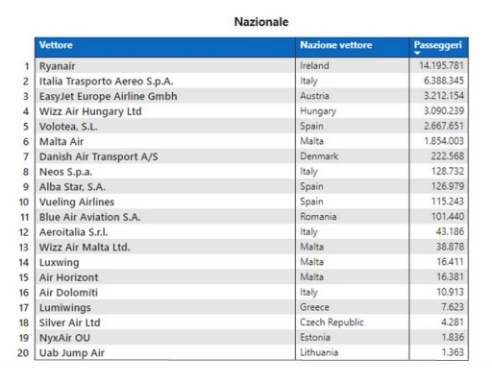 Nazionale
Vettore Nazione vettore Passeggeri
1 Ryanair Ireland 14.195.781
2 Italia Trasporto Aereo S.p.A. Italy 6.388.345
3 EasyJet Europe Airline Gmbh Austria 3.212.154
4 Wizz Air Hungary Ltd Hungary 3.090.239
5 Volotea, S.L. Spain 2.667.651
6 Malta Air Malta 1.854.003
7 Danish Air Transport A/S Denmark 222.568
8 Neos S.p.a. Italy 128.732
9 Alba Star, S.A. Spain 126.979
10 Vueling Airlines Spain 115.243
11 Blue Air Aviation S.A. Romania 101.440
12 Aeroitalia S.r.l. Italy 43.186
13 Wizz Air Malta Ltd. Malta 38.878
14 Luxwing Malta 16.411
15 Air Horizont Malta 16.381
16 Air Dolomiti Italy 10.913
17 Lumiwings Greece 7.623
18 Silver Air Ltd Czech Republic 4.281
19 NyxAir OU Estonia 1.836
20 Uab Jump Air Lithuania 1.363